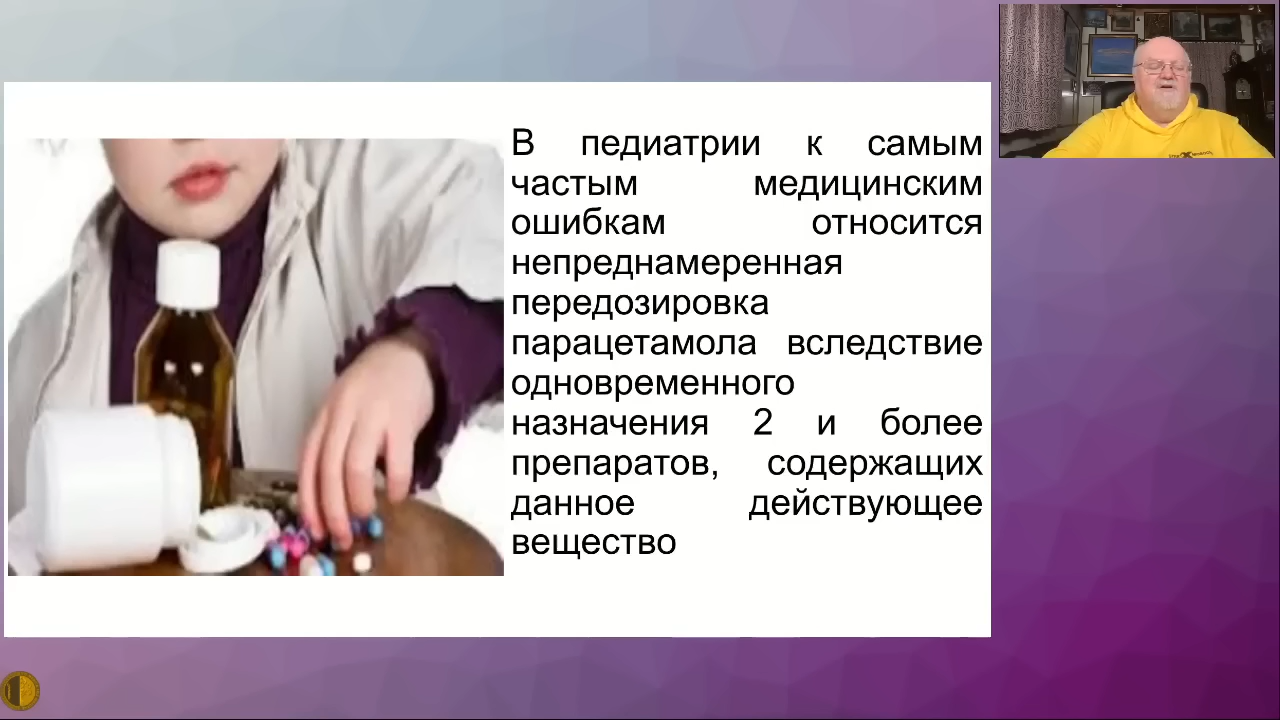 В педиатрии к самым
частым медицинским
ошибкам относится
непреднамеренная
передозировка
парацетамола вследствие
одновременного
назначения 2 и более
препаратов, содержащих
данное действующее
вещество